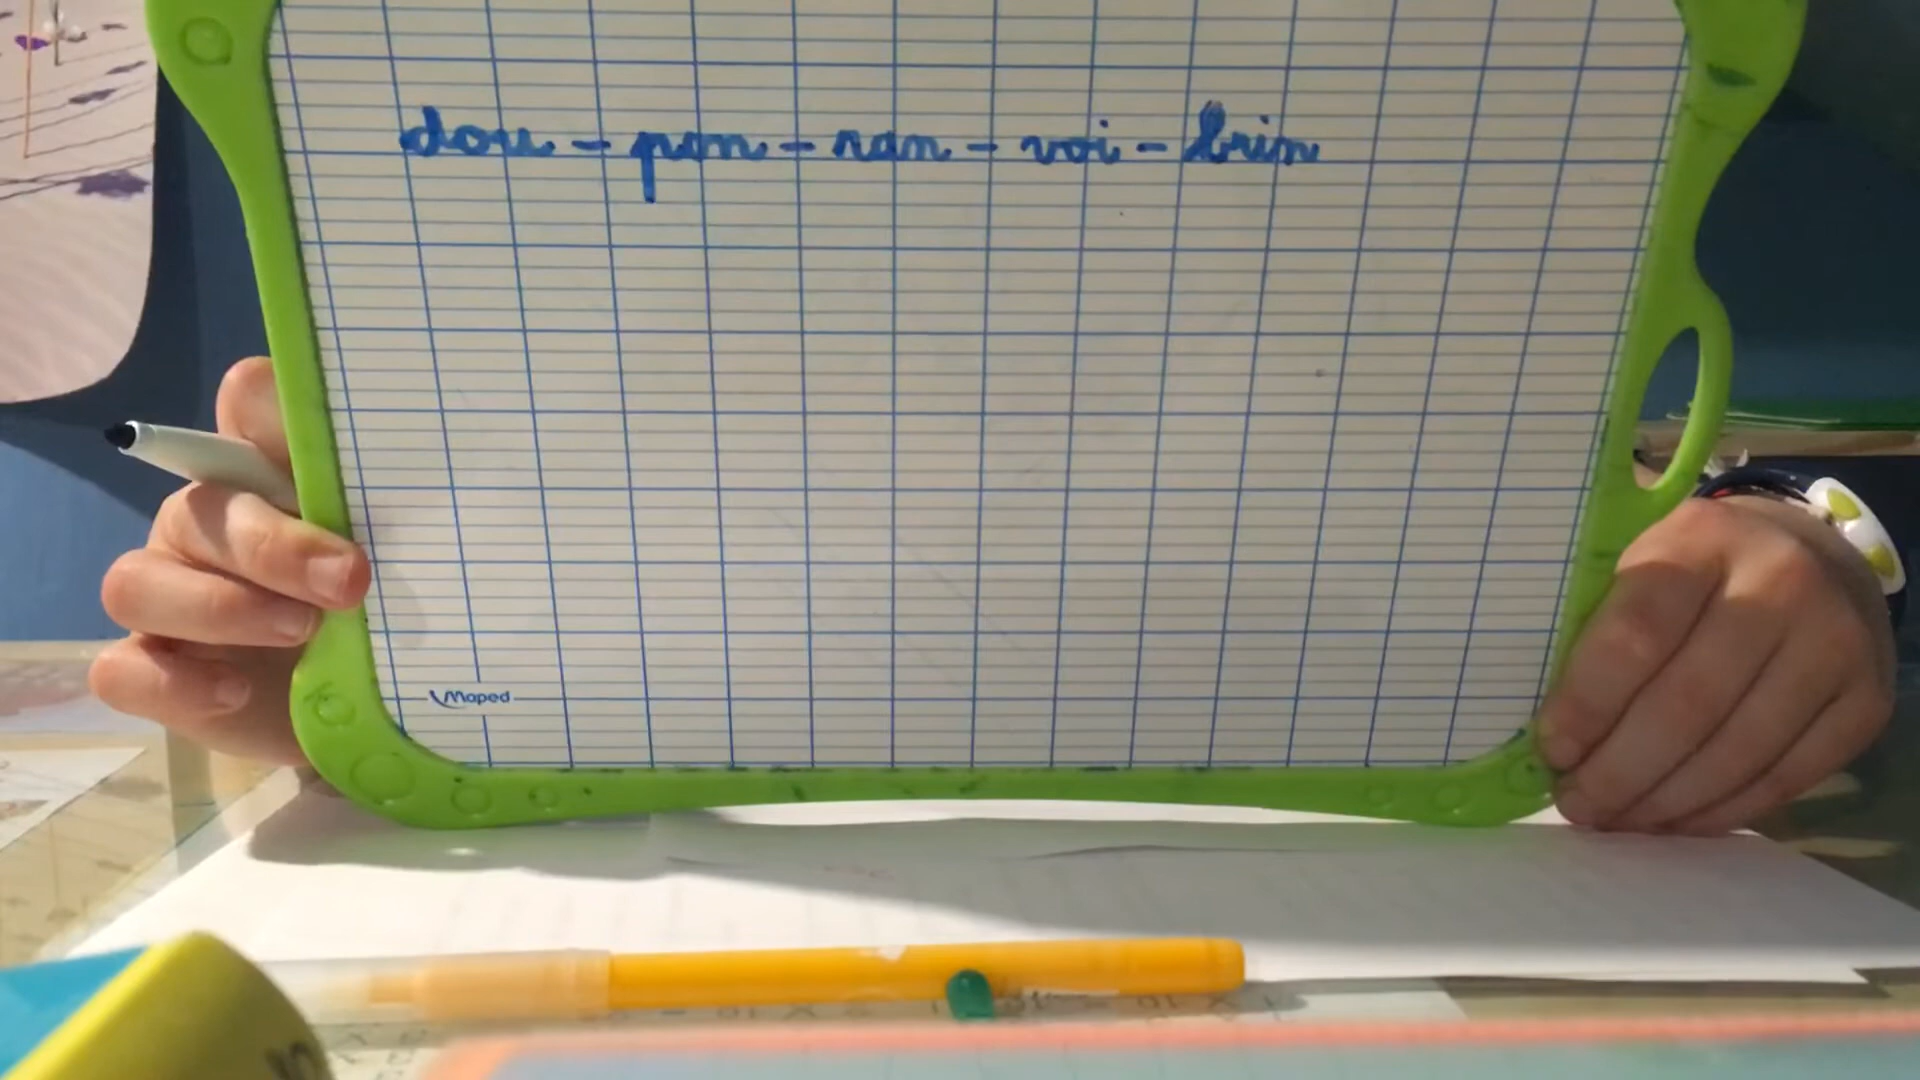 dou - pon - ran - voi - brin
Maped